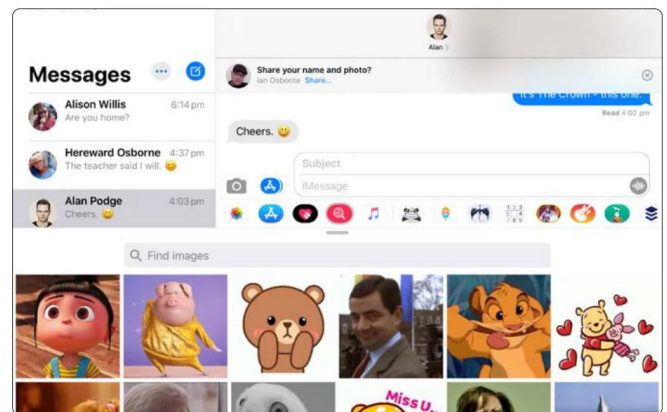 Alan
Messages
Share your name and photo?
Ian Osborne Share...
Alison Willis 6:14 pm
Are you home?
It's The Crown - this one.
Read 4:02 pm
Cheers. 😃
Hereward Osborne 4:37 pm
The teacher said I will. 😊
Subject
iMessage
Alan Podge 4:03 pm
Cheers. 😃
Find images
Miss U